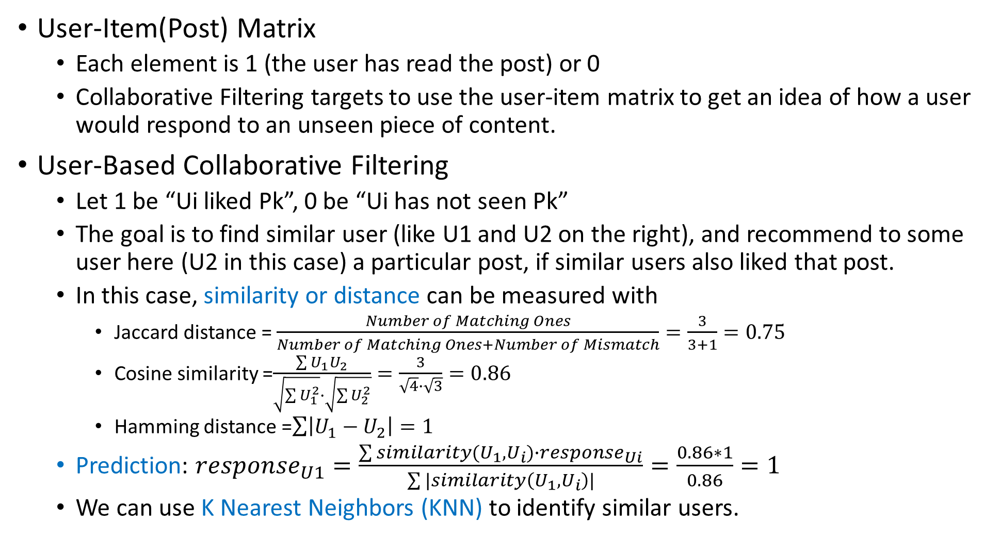 • User-Item(Post) Matrix
• Each element is 1 (the user has read the post) or 0
• Collaborative Filtering targets to use the user-item matrix to get an idea of how a user
would respond to an unseen piece of content.
• User-Based Collaborative Filtering
• Let 1 be “Ui liked Pk”, 0 be “Ui has not seen Pk”
• The goal is to find similar user (like U1 and U2 on the right), and recommend to some
user here (U2 in this case) a particular post, if similar users also liked that post.
• In this case, similarity or distance can be measured with
• Jaccard distance = \frac{Number of Matching Ones}{Number of Matching Ones+Number of Mismatch} = \frac{3}{3+1} = 0.75
• Cosine similarity = \frac{\sum U_1 U_2}{\sqrt{\sum U_1^2} \cdot \sqrt{\sum U_2^2}} = \frac{3}{\sqrt{4} \cdot \sqrt{3}} = 0.86
• Hamming distance = \sum |U_1 − U_2| = 1
• Prediction: response_{U1} = \frac{\sum similarity(U_1,U_i) \cdot response_{Ui}}{\sum |similarity(U_1,U_i)|} = \frac{0.86*1}{0.86} = 1
• We can use K Nearest Neighbors (KNN) to identify similar users.